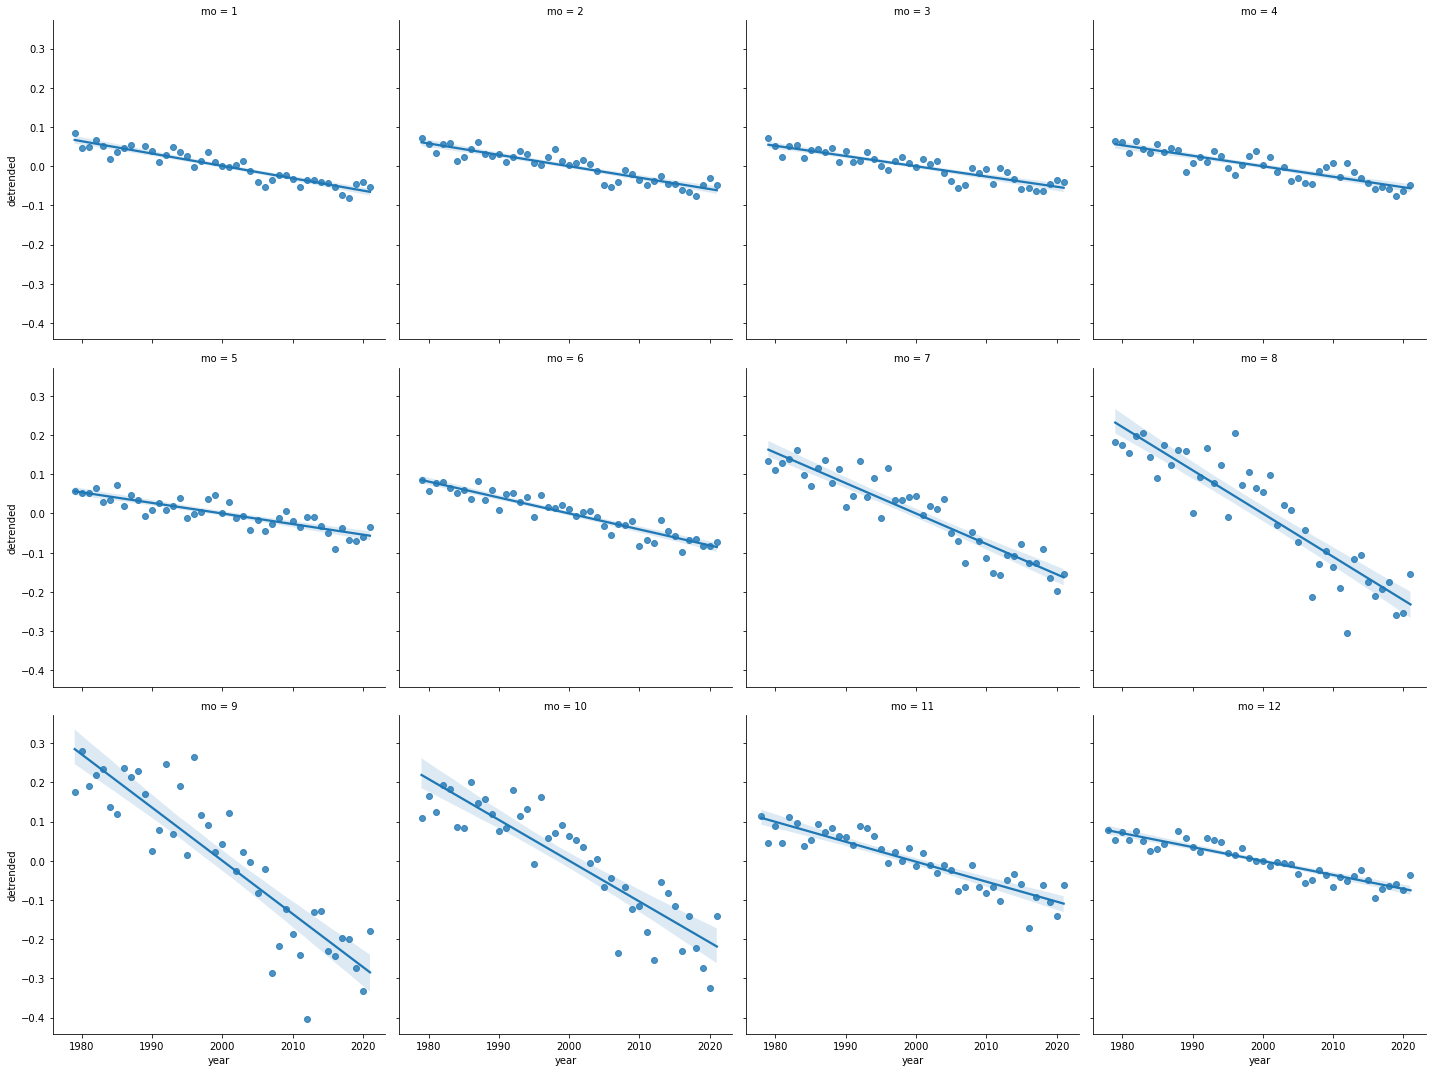 mo = 1
mo = 2
mo = 3
mo = 4
0.3
0.2
0.1
0.0
−0.1
−0.2
−0.3
−0.4
detrended
mo = 5
mo = 6
mo = 7
mo = 8
0.3
0.2
0.1
0.0
−0.1
−0.2
−0.3
−0.4
detrended
mo = 9
mo = 10
mo = 11
mo = 12
0.3
0.2
0.1
0.0
−0.1
−0.2
−0.3
−0.4
detrended
1980 1990 2000 2010 2020
1980 1990 2000 2010 2020
1980 1990 2000 2010 2020
1980 1990 2000 2010 2020
year
year
year
year